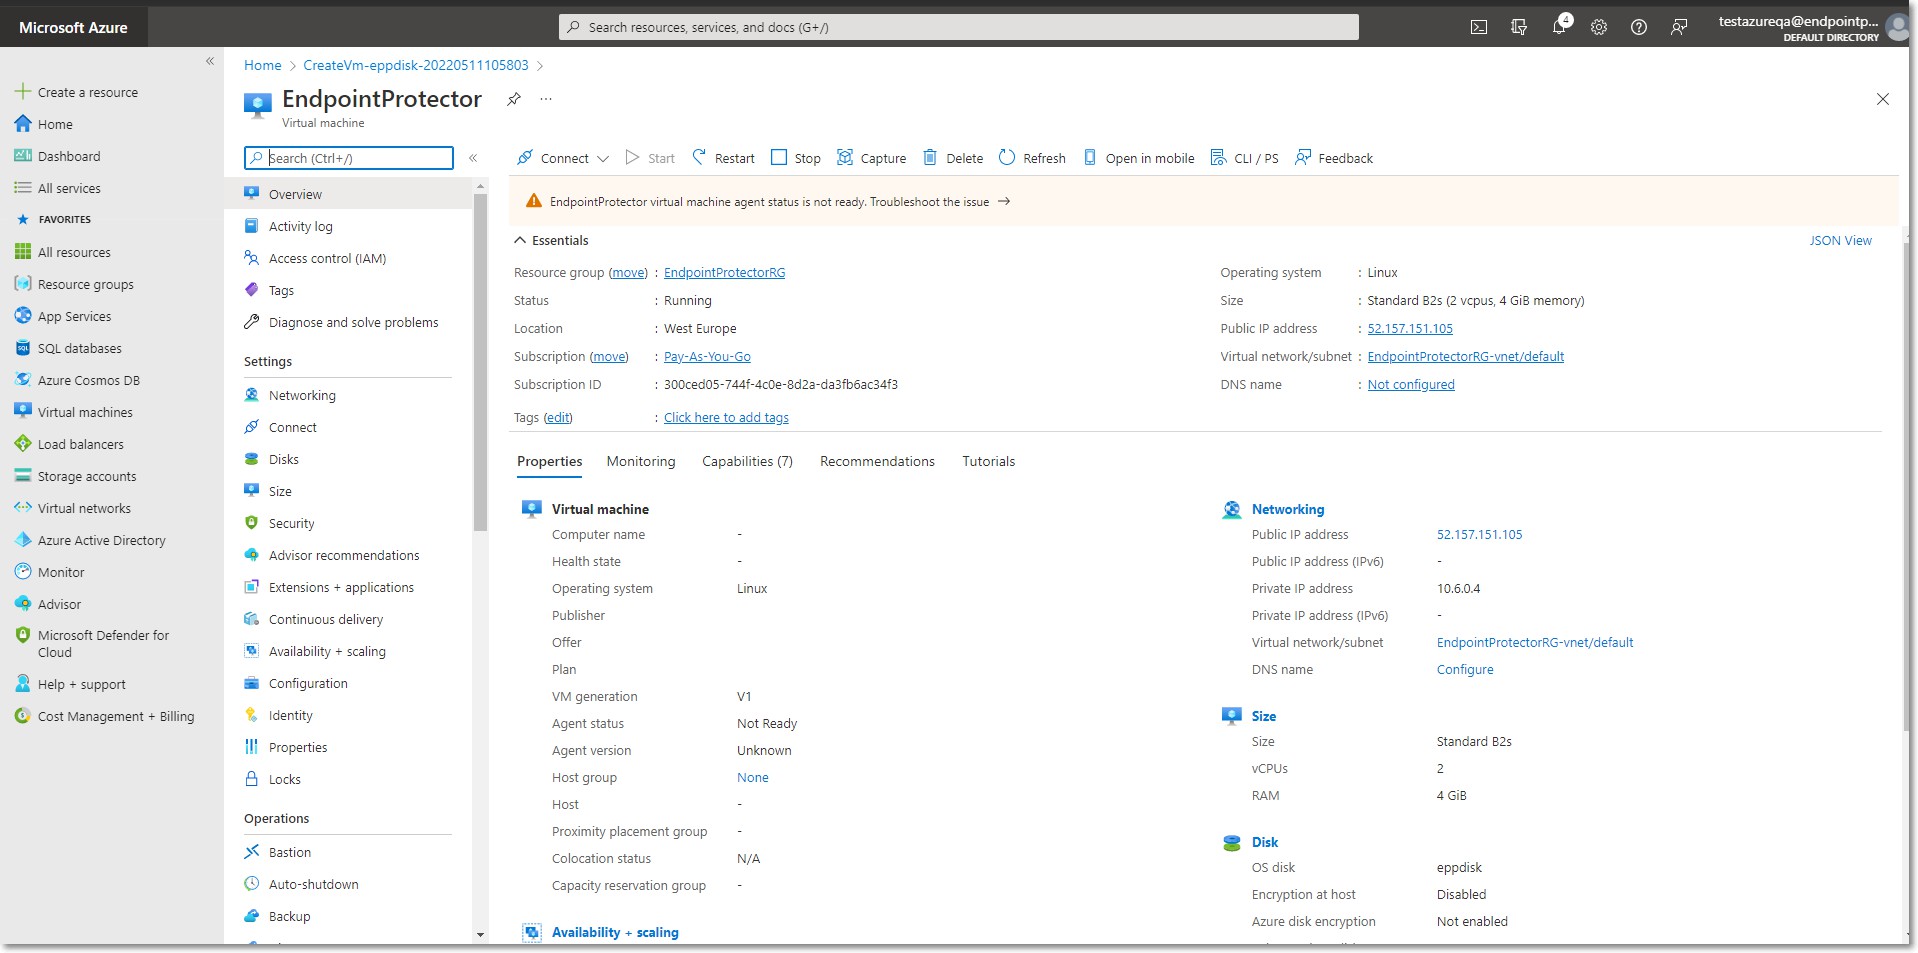 Microsoft Azure
Search resources, services, and docs (G+/)
4
testazureqa@endpointp...
DEFAULT DIRECTORY
«
Create a resource
Home
Dashboard
All services
FAVORITES
All resources
Resource groups
App Services
SQL databases
Azure Cosmos DB
Virtual machines
Load balancers
Storage accounts
Virtual networks
Azure Active Directory
Monitor
Advisor
Microsoft Defender for
Cloud
Help + support
Cost Management + Billing
Home > CreateVm-eppdisk-20220511105803 >
EndpointProtector ...
Virtual machine
Search (Ctrl+/) «
Overview
Activity log
Access control (IAM)
Tags
Diagnose and solve problems
Settings
Networking
Connect
Disks
Size
Security
Advisor recommendations
Extensions + applications
Continuous delivery
Availability + scaling
Configuration
Identity
Properties
Locks
Operations
Bastion
Auto-shutdown
Backup
Connect Start Restart Stop Capture Delete Refresh Open in mobile CLI / PS Feedback
EndpointProtector virtual machine agent status is not ready. Troubleshoot the issue →
Essentials
JSON View
Resource group (move) : EndpointProtectorRG
Status : Running
Location : West Europe
Subscription (move) : Pay-As-You-Go
Subscription ID : 300ced05-744f-4c0e-8d2a-da3fb6ac34f3
Tags (edit) : Click here to add tags
Operating system : Linux
Size : Standard B2s (2 vcpus, 4 GiB memory)
Public IP address : 52.157.151.105
Virtual network/subnet : EndpointProtectorRG-vnet/default
DNS name : Not configured
Properties Monitoring Capabilities (7) Recommendations Tutorials
Virtual machine
Computer name -
Health state -
Operating system Linux
Publisher
Offer
Plan
VM generation V1
Agent status Not Ready
Agent version Unknown
Host group None
Host -
Proximity placement group -
Colocation status N/A
Capacity reservation group -
Availability + scaling
Networking
Public IP address 52.157.151.105
Public IP address (IPv6) -
Private IP address 10.6.0.4
Private IP address (IPv6) -
Virtual network/subnet EndpointProtectorRG-vnet/default
DNS name Configure
Size
Size Standard B2s
vCPUs 2
RAM 4 GiB
Disk
OS disk eppdisk
Encryption at host Disabled
Azure disk encryption Not enabled